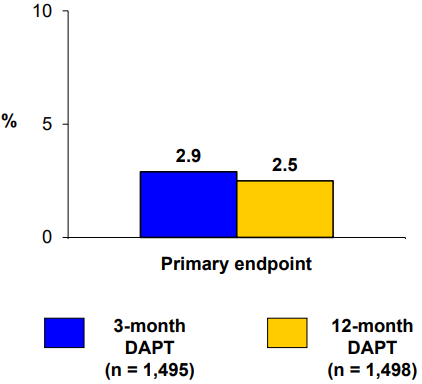 10
%
5
0
2.9
2.5
Primary endpoint
3-month
DAPT
(n = 1,495)
12-month
DAPT
(n = 1,498)